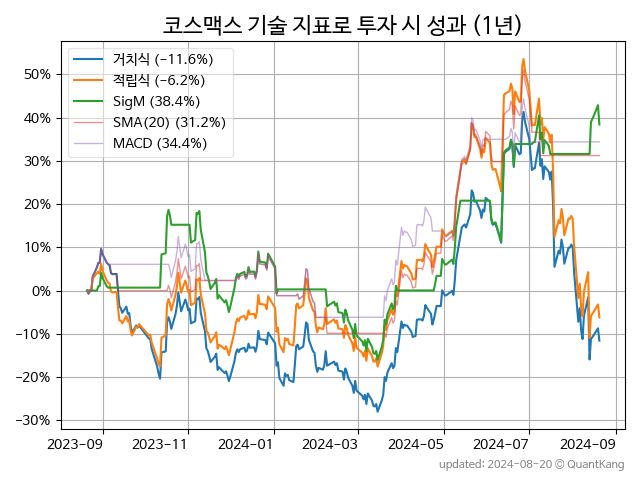 코스맥스 기술 지표로 투자 시 성과 (1년)
거치식 (-11.6%)
적립식 (-6.2%)
SigM (38.4%)
SMA(20) (31.2%)
MACD (34.4%)
50%
40%
30%
20%
10%
0%
-10%
-20%
-30%
2023-09 2023-11 2024-01 2024-03 2024-05 2024-07 2024-09
updated: 2024-08-20 @ QuantKang